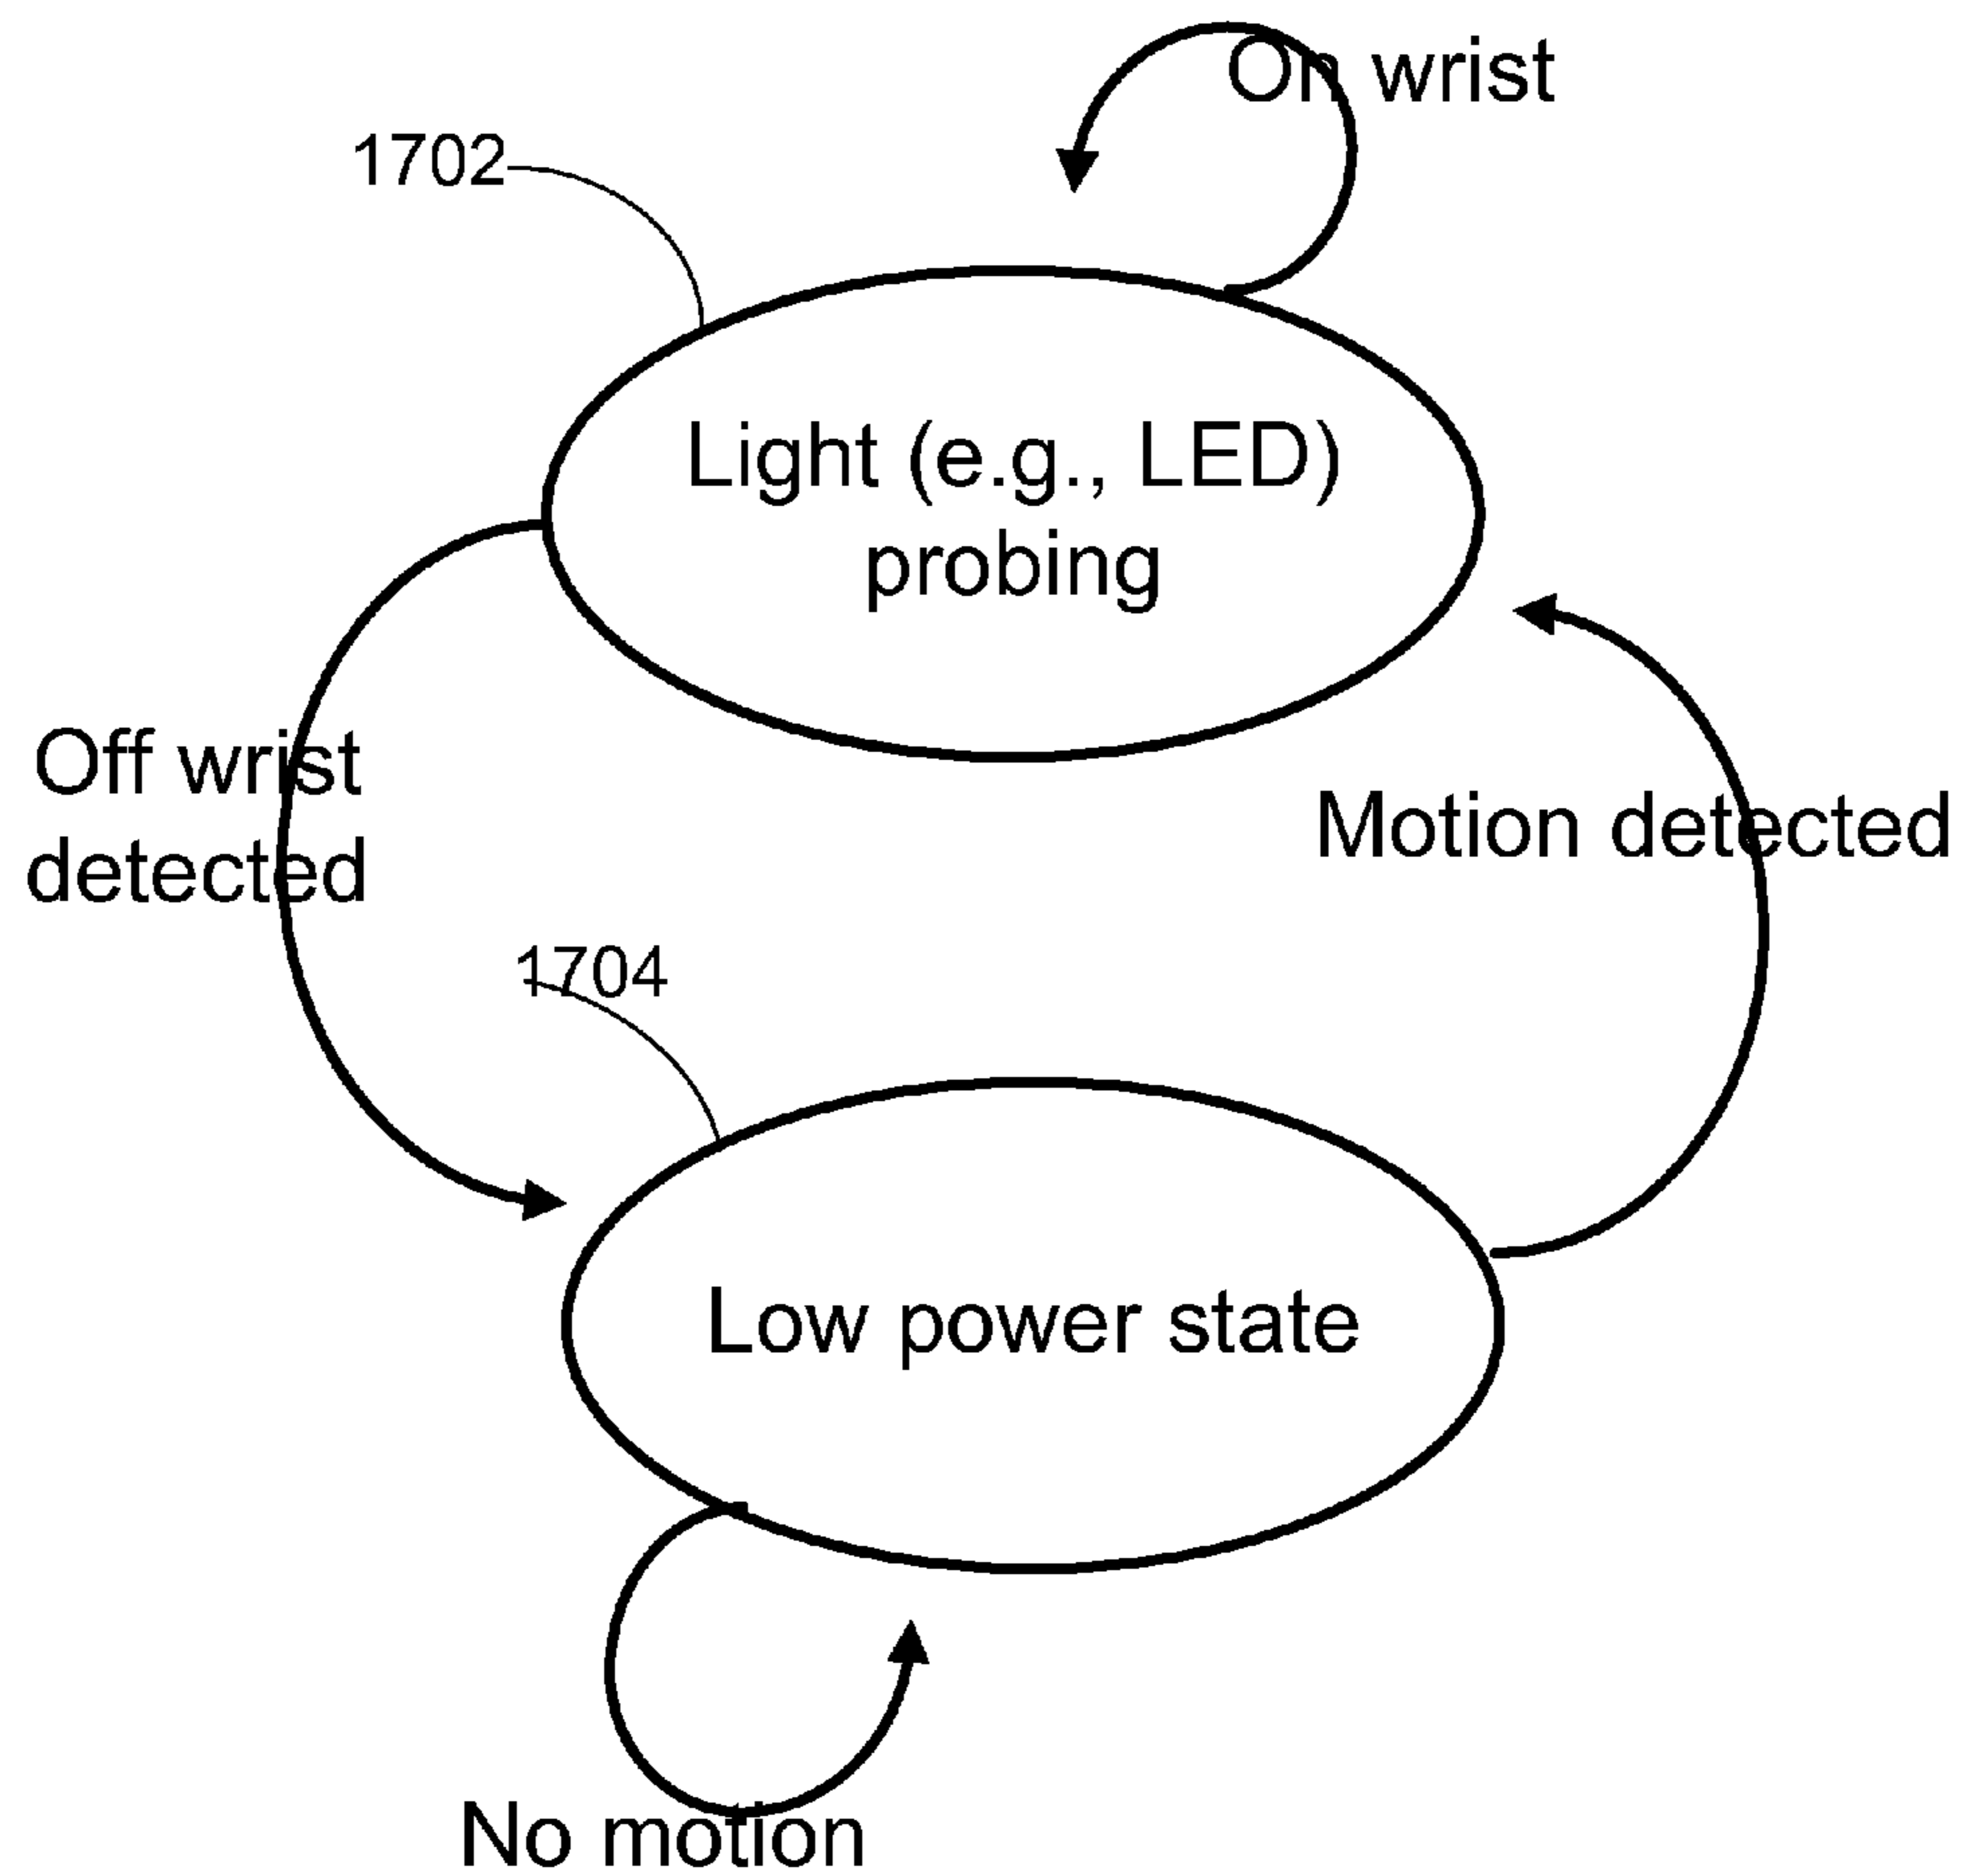 On wrist
1702
Light (e.g., LED)
probing
Off wrist
detected
Motion detected
1704
Low power state
No motion